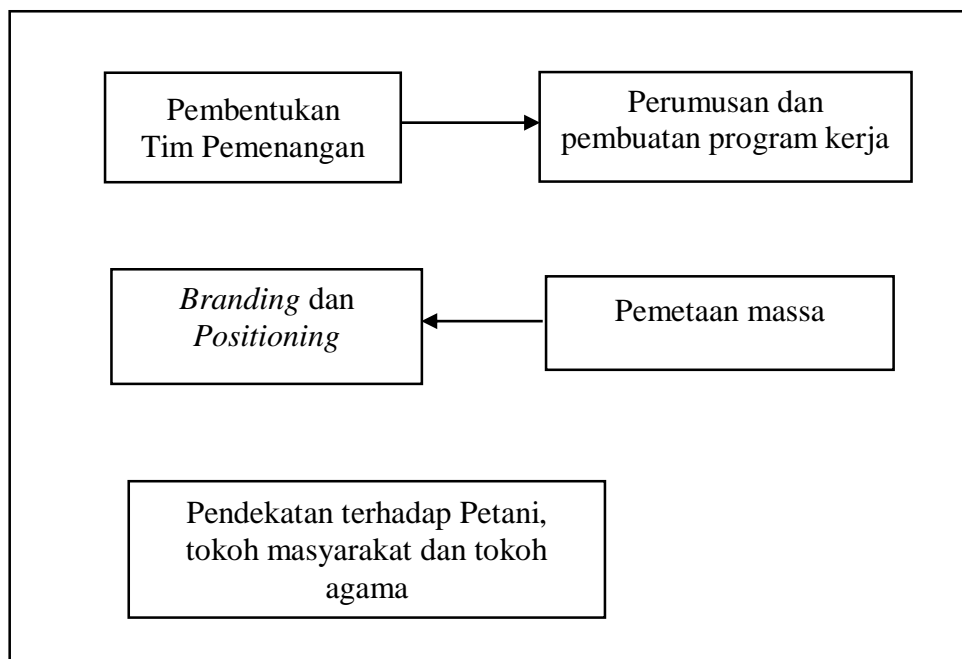 Pembentukan
Tim Pemenangan
Perumusan dan
pembuatan program kerja
Branding dan
Positioning
Pemetaan massa
Pendekatan terhadap Petani,
tokoh masyarakat dan tokoh
agama